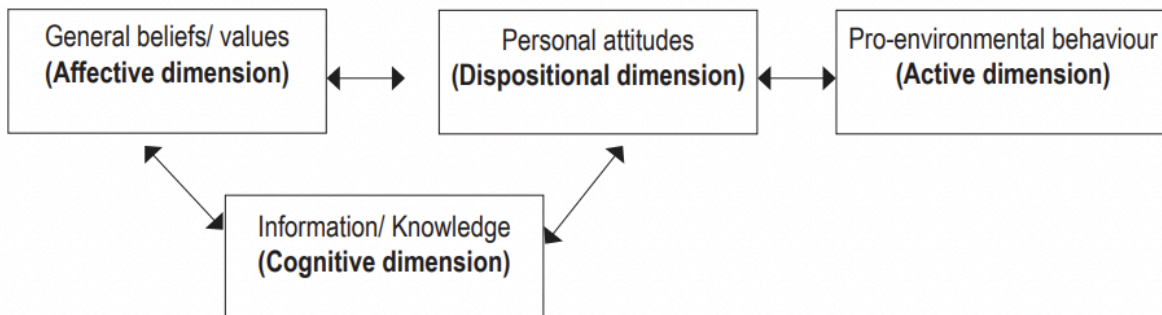 General beliefs/ values
(Affective dimension)
Personal attitudes
(Dispositional dimension)
Pro-environmental behaviour
(Active dimension)
Information/ Knowledge
(Cognitive dimension)